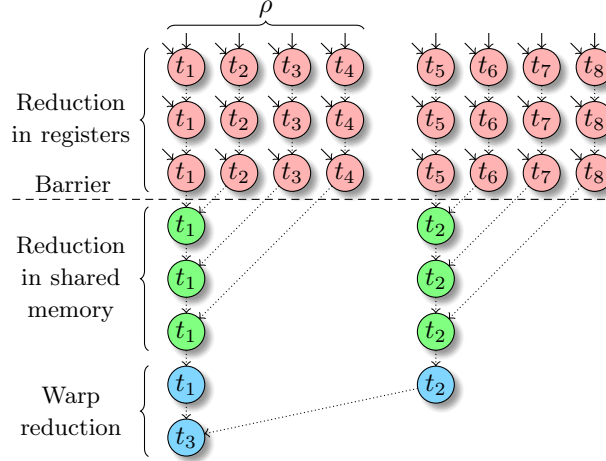 ρ
t1 t2 t3 t4 t5 t6 t7 t8
Reduction
in registers
t1 t2 t3 t4 t5 t6 t7 t8
t1 t2 t3 t4 t5 t6 t7 t8
Barrier
t1 t2
Reduction
in shared
memory
t1 t2
t1 t2
Warp
reduction
t1 t2
t3